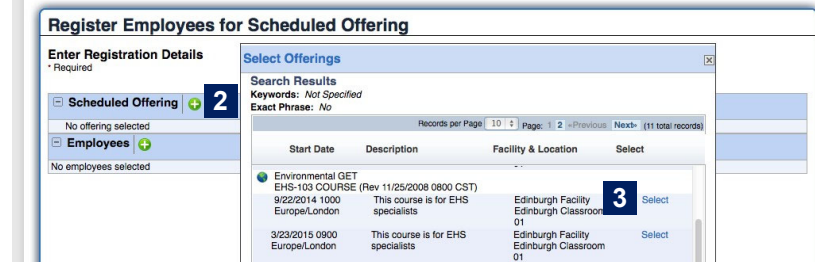 Register Employees for Scheduled Offering
Enter Registration Details
* Required
Scheduled Offering
2
No offering selected
Employees
No employees selected
Select Offerings
Search Results
Keywords: Not Specified
Exact Phrase: No
Records per Page 10 Page: 1 2 «Previous Next» (11 total records)
Start Date Description Facility & Location Select
Environmental GET
EHS-103 COURSE (Rev 11/25/2008 0800 CST)
9/22/2014 1000 This course is for EHS Edinburgh Facility 3 Select
Europe/London specialists Edinburgh Classroom
01
3/23/2015 0900 This course is for EHS Edinburgh Facility Select
Europe/London specialists Edinburgh Classroom
01